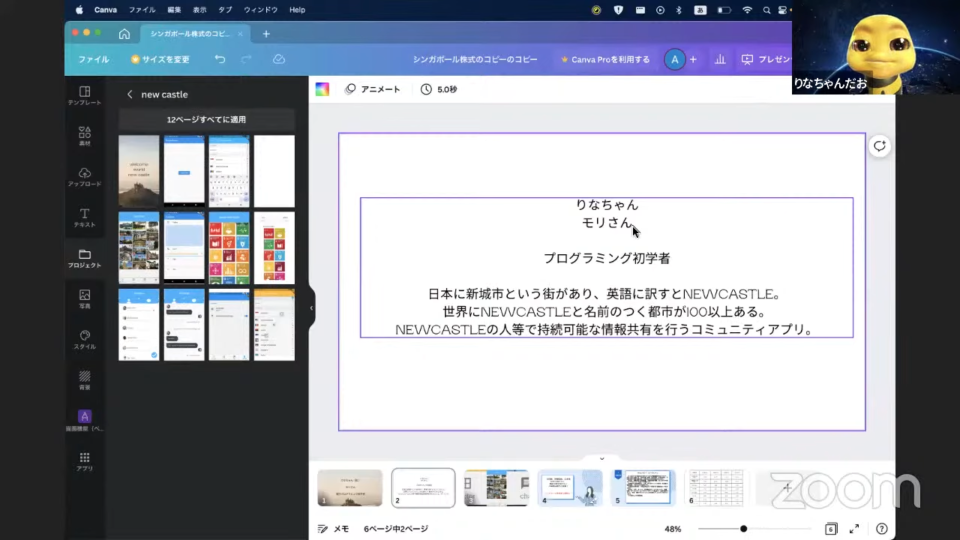 Canva ファイル 編集 表示 タブ ウィンドウ Help
シンガポール株式のコピ...
ファイル サイズを変更 シンガポール株式のコピーのコピー Canva Proを利用する A プレゼン
りなちゃんだお
テンプレート
素材
アップロード
テキスト
プロジェクト
写真
スタイル
背景
アプリ
new castle
12ページすべてに適用
アニメート 5.0秒
りなちゃん
モリさん
プログラミング初学者
日本に新城市という街があり、英語に訳すとNEWCASTLE。
世界にNEWCASTLEと名前のつく都市が100以上ある。
NEWCASTLEの人等で持続可能な情報共有を行うコミュニティアプリ。
1 2 3 4 5 6
メモ 6ページ中2ページ 48% 6
zoom